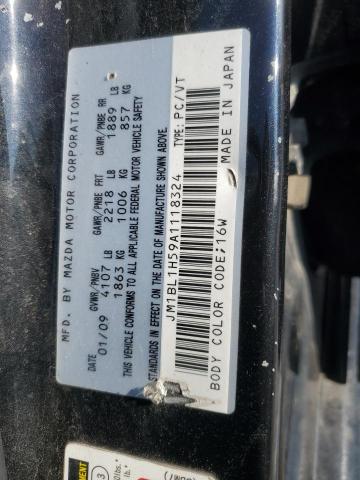 MFD. BY MAZDA MOTOR CORPORATION
DATE GVWR/PNBV GAWR/PNBE FRT GAWR/PNBE RR
01/09 4107 LB 2218 LB 1889 LB
1863 KG 1006 KG 857 KG
THIS VEHICLE CONFORMS TO ALL APPLICABLE FEDERAL MOTOR VEHICLE SAFETY
STANDARDS IN EFFECT ON THE DATE OF MANUFACTURE SHOWN ABOVE.
JM1BL1H59A1118324 TYPE:PC/VT
BODY COLOR CODE:16W MADE IN JAPAN